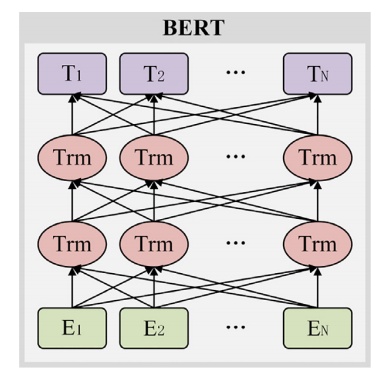 BERT
T1 T2 ... TN
Trm Trm ... Trm
Trm Trm ... Trm
E1 E2 ... EN